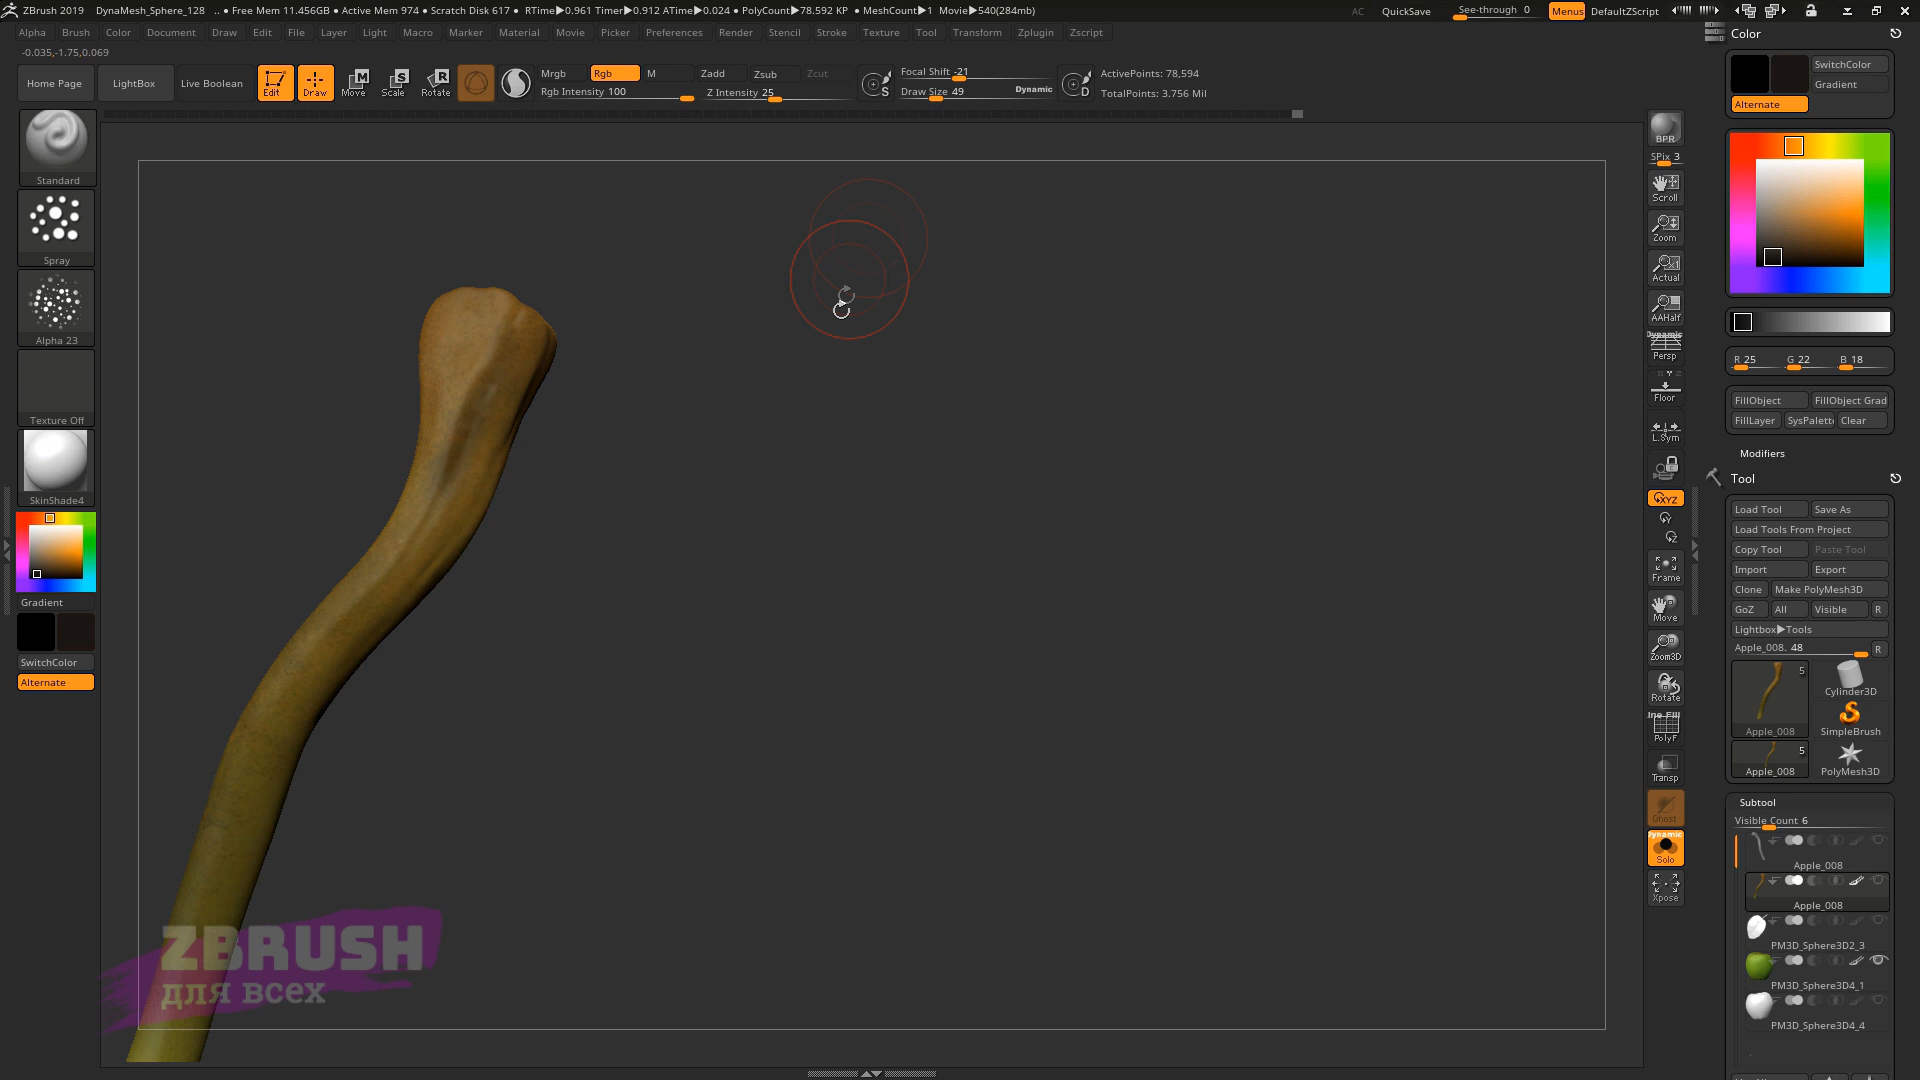 ZBrush 2019 DynaMesh_Sphere_128 .. • Free Mem 11.456GB • Active Mem 974 • Scratch Disk 617 • RTime▶0.961 Timer▶0.912 ATime▶0.024 • PolyCount▶78.592 KP • MeshCount▶1 Movie▶540(284mb) AC QuickSave See-through 0 Menus DefaultZScript
Alpha Brush Color Document Draw Edit File Layer Light Macro Marker Material Movie Picker Preferences Render Stencil Stroke Texture Tool Transform Zplugin Zscript
-0.035,-1.75,0.069
Home Page LightBox Live Boolean Edit Draw Move Scale Rotate
Mrgb Rgb M Zadd Zsub Zcut
Rgb Intensity 100 Z Intensity 25
Focal Shift -21
Draw Size 49 Dynamic
ActivePoints: 78,594
TotalPoints: 3.756 Mil
Standard
Spray
Alpha 23
Texture Off
SkinShade4
Gradient
SwitchColor
Alternate
ZBRUSH
для всех
BPR
SPix 3
Scroll
Zoom
Actual
AAHalf
Dynamic
Persp
Floor
L.Sym
XYZ
Frame
Move
Zoom3D
Rotate
Line Fill
PolyF
Transp
Ghost
Dynamic
Solo
Xpose
Color
SwitchColor
Gradient
Alternate
R 25 G 22 B 18
FillObject FillObject Grad
FillLayer SysPalette Clear
Modifiers
Tool
Load Tool Save As
Load Tools From Project
Copy Tool Paste Tool
Import Export
Clone Make PolyMesh3D
GoZ All Visible R
Lightbox▶Tools
Apple_008. 48 R
5
Apple_008
Cylinder3D
SimpleBrush
5
Apple_008
PolyMesh3D
Subtool
Visible Count 6
Apple_008
Apple_008
PM3D_Sphere3D2_3
PM3D_Sphere3D4_1
PM3D_Sphere3D4_4